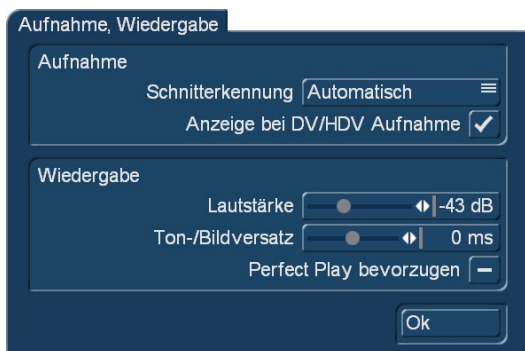 Aufnahme, Wiedergabe
Aufnahme
Schnitterkennung Automatisch
Anzeige bei DV/HDV Aufnahme
Wiedergabe
Lautstärke -43 dB
Ton-/Bildversatz 0 ms
Perfect Play bevorzugen
Ok